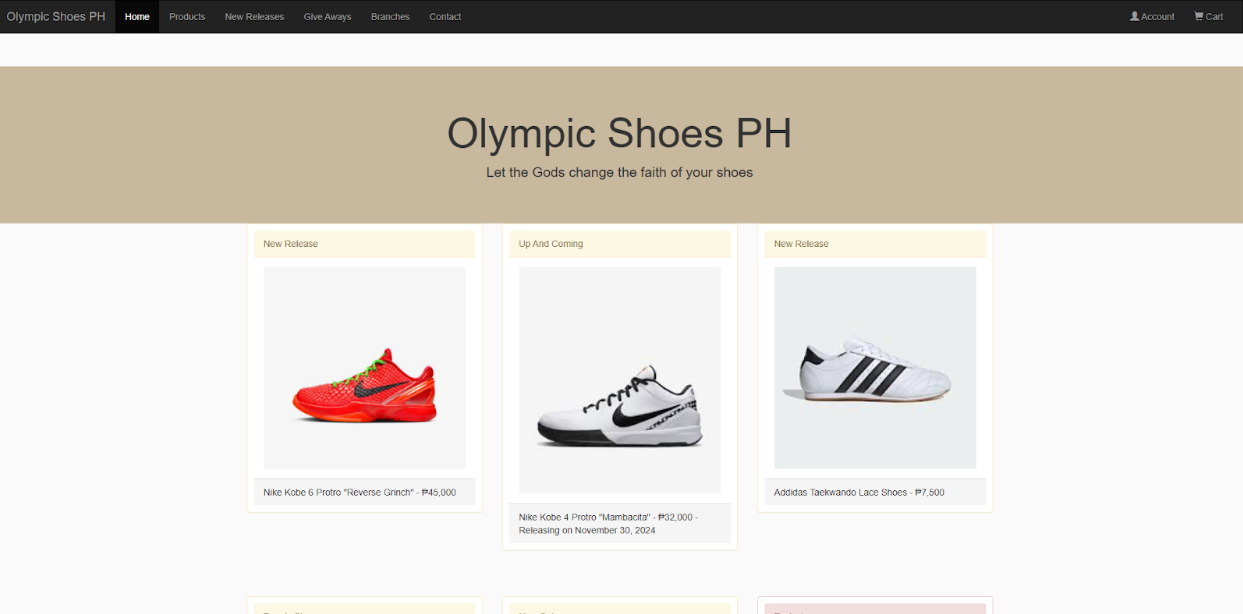 Olympic Shoes PH Home Products New Releases Give Aways Branches Contact Account Cart
Olympic Shoes PH
Let the Gods change the faith of your shoes
New Release
Nike Kobe 6 Protro "Reverse Grinch" - ₱45,000
Up And Coming
Nike Kobe 4 Protro "Mambacita" - ₱32,000 -
Releasing on November 30, 2024
New Release
Addidas Taekwando Lace Shoes - ₱7,500